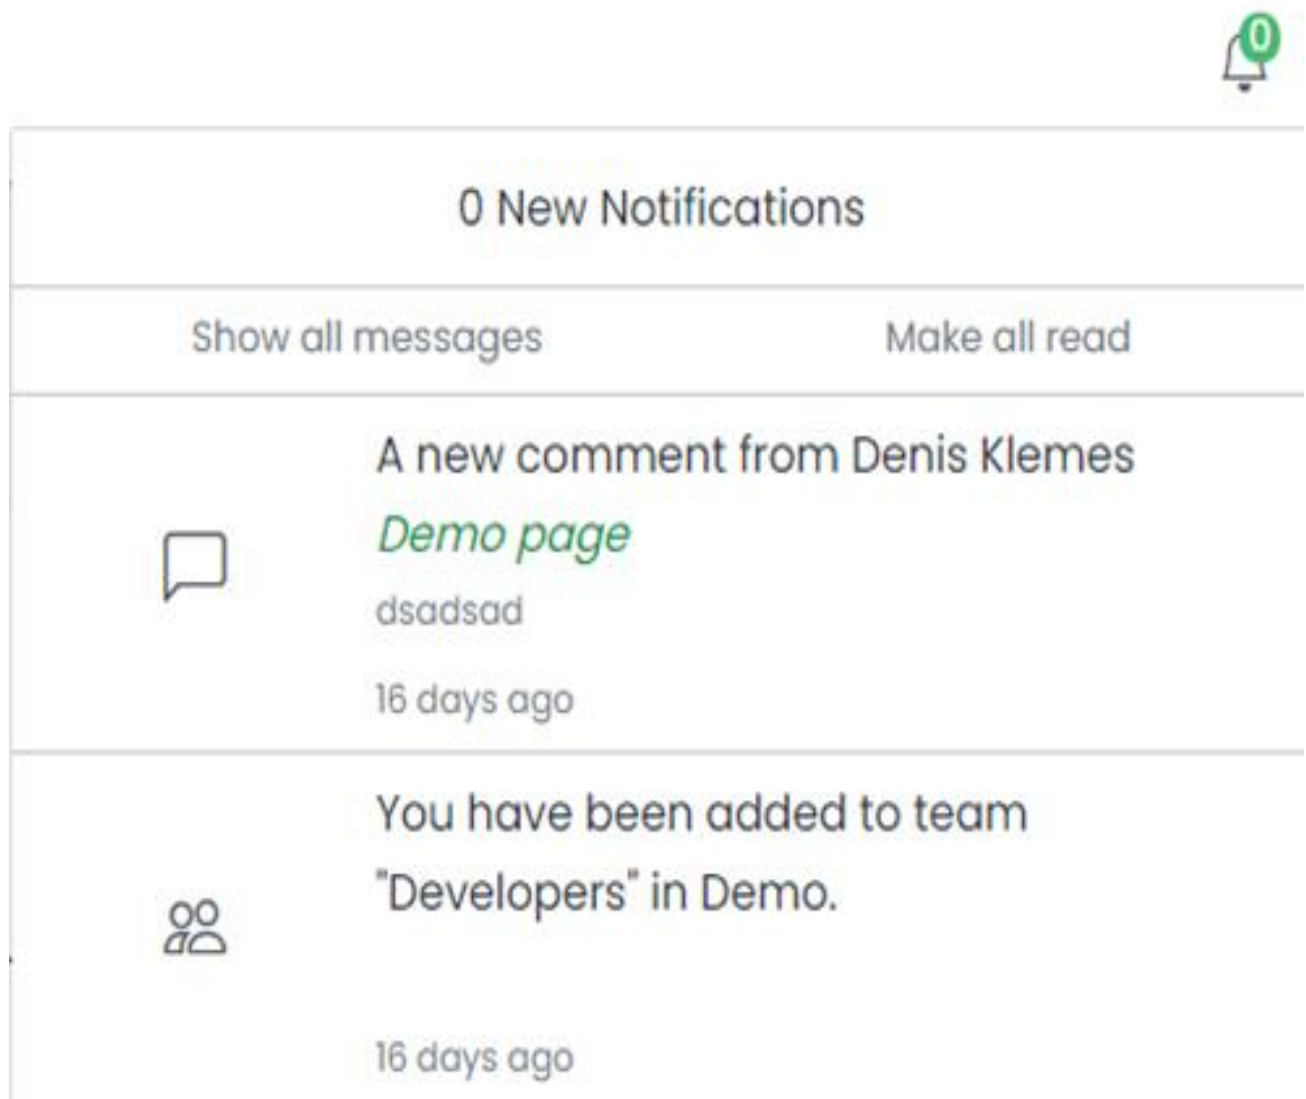 0
0 New Notifications
Show all messages Make all read
A new comment from Denis Klemes
Demo page
dsadsad
16 days ago
You have been added to team
"Developers" in Demo.
16 days ago